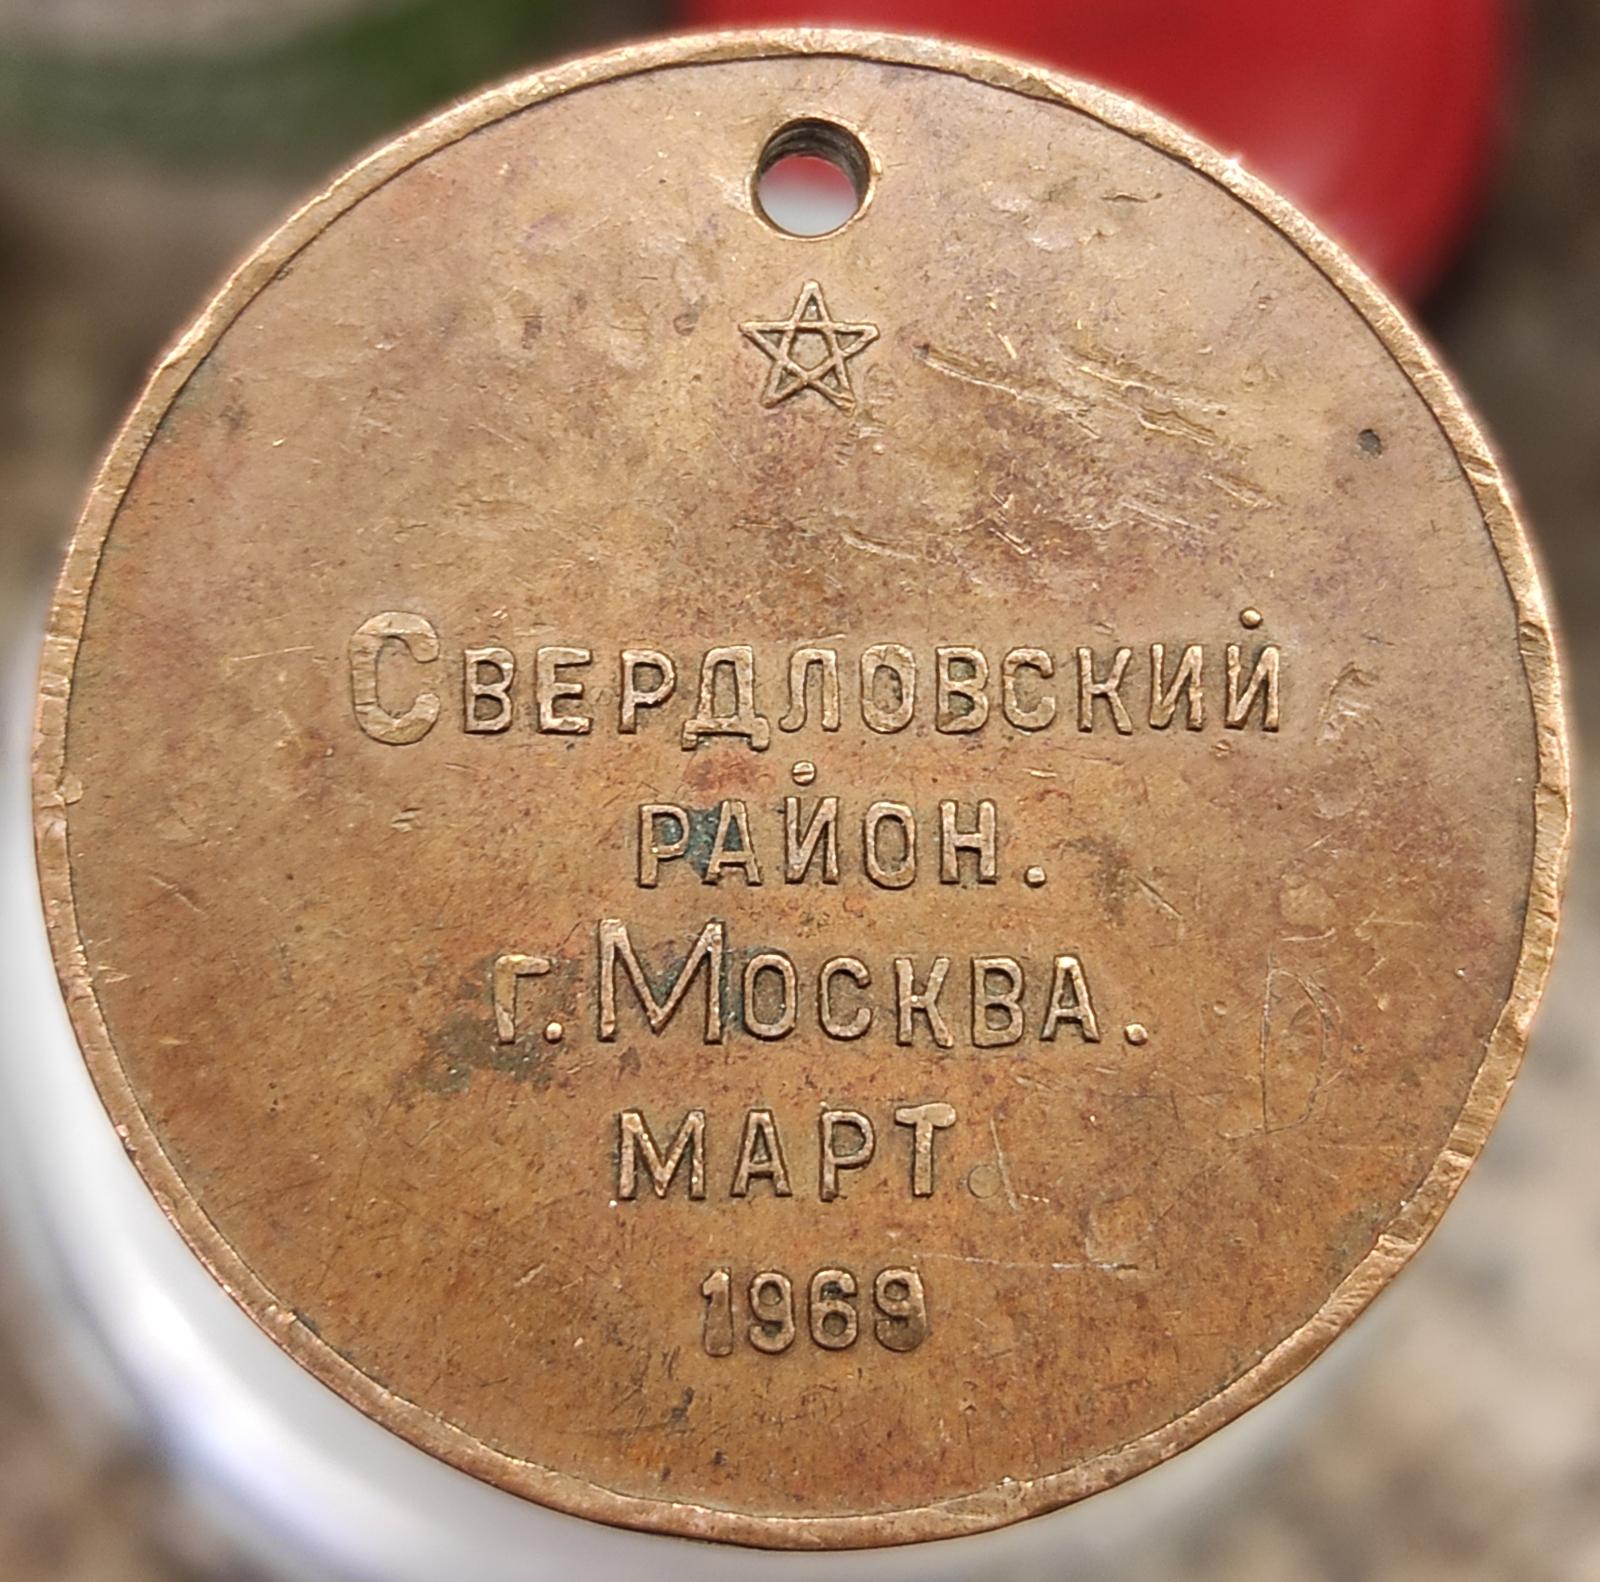 Свердловский
район.
г. Москва.
март.
1969